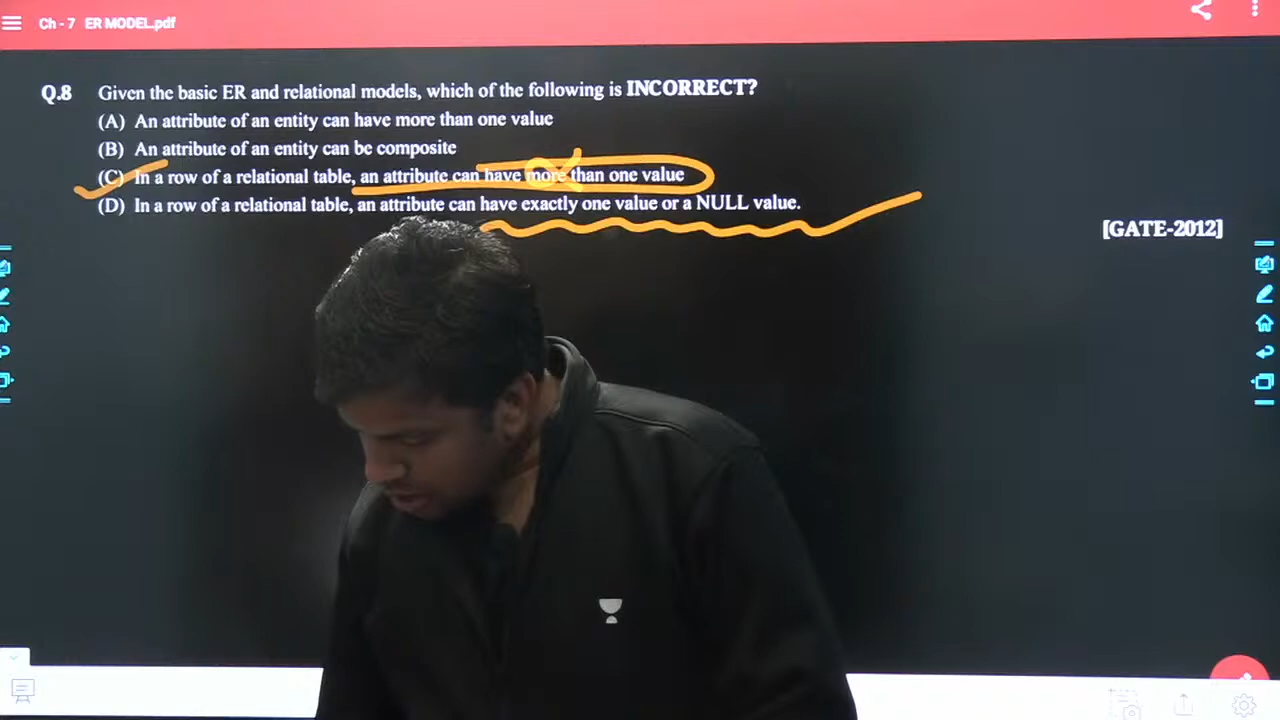 Ch - 7 ER MODEL.pdf
Q.8 Given the basic ER and relational models, which of the following is INCORRECT?
(A) An attribute of an entity can have more than one value
(B) An attribute of an entity can be composite
(C) In a row of a relational table, an attribute can have more than one value
(D) In a row of a relational table, an attribute can have exactly one value or a NULL value.
[GATE-2012]